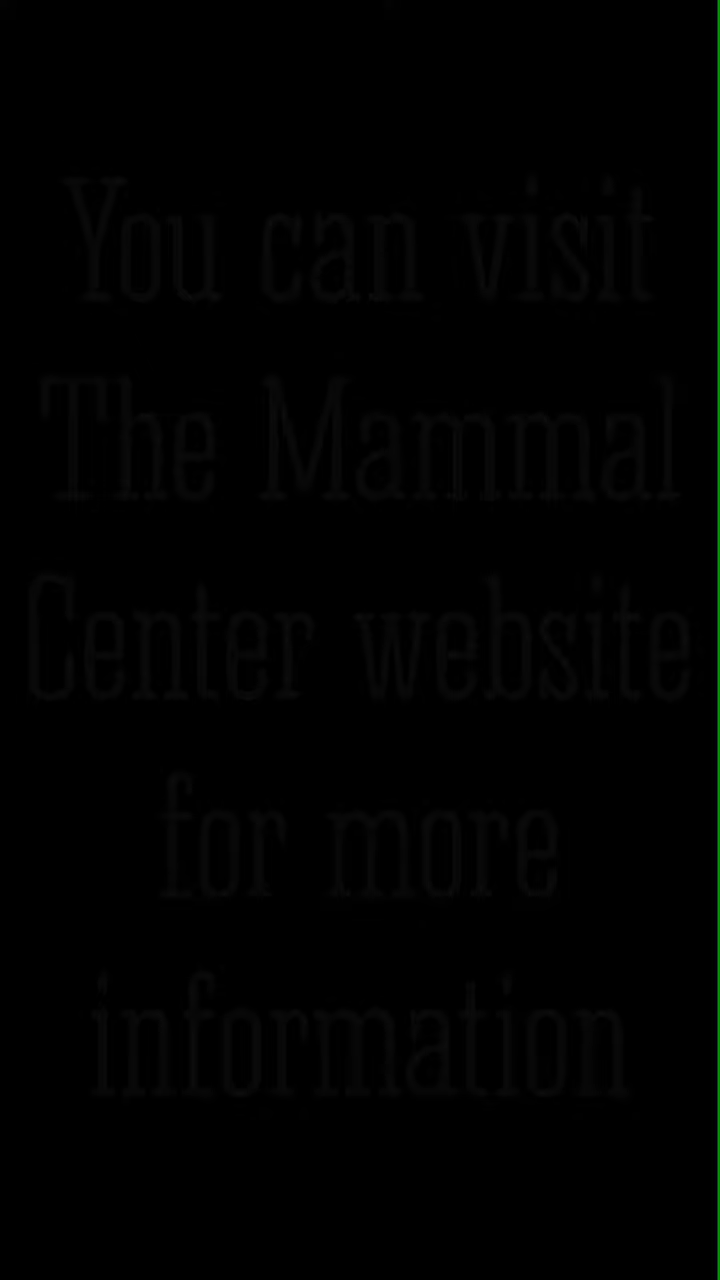 You can visit
The Mammal
Center website
for more
information